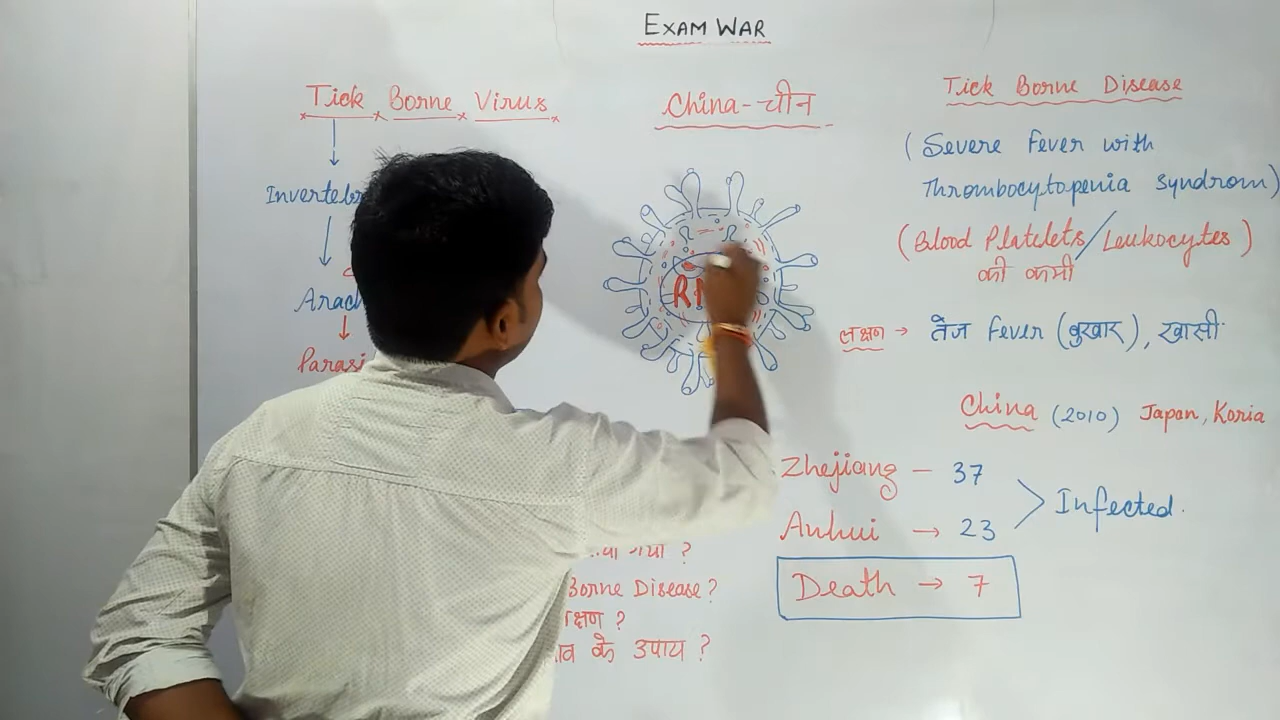 EXAM WAR
Tick Borne Virus
Arach
Parasi
China - चीन
Tick Borne Disease
(Severe Fever with
Thrombocytopenia Syndrom)
(Blood Platelets/Leukocytes)
की कमी
लक्षण → तेज Fever (बुखार), खासी
China (2010) Japan, Koria
Zhejiang - 37
Anhui → 23
Infected.
Death → 7
गया ?
Borne Disease ?
क्षण ?
के उपाय ?